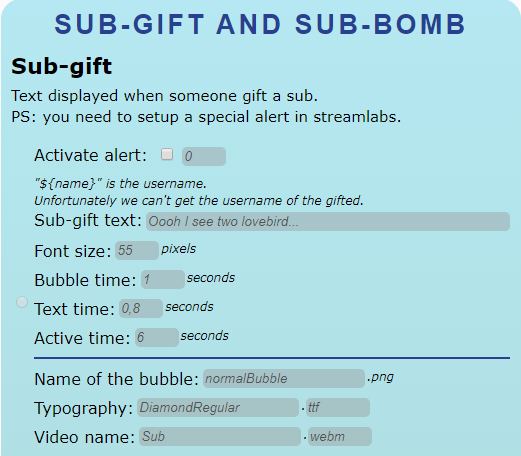 SUB-GIFT AND SUB-BOMB
Sub-gift
Text displayed when someone gift a sub.
PS: you need to setup a special alert in streamlabs.
Activate alert: 0
"${name}" is the username.
Unfortunately we can't get the username of the gifted.
Sub-gift text: Oooh I see two lovebird...
Font size: 55 pixels
Bubble time: 1 seconds
Text time: 0,8 seconds
Active time: 6 seconds
Name of the bubble: normalBubble .png
Typography: DiamondRegular . ttf
Video name: Sub . webm